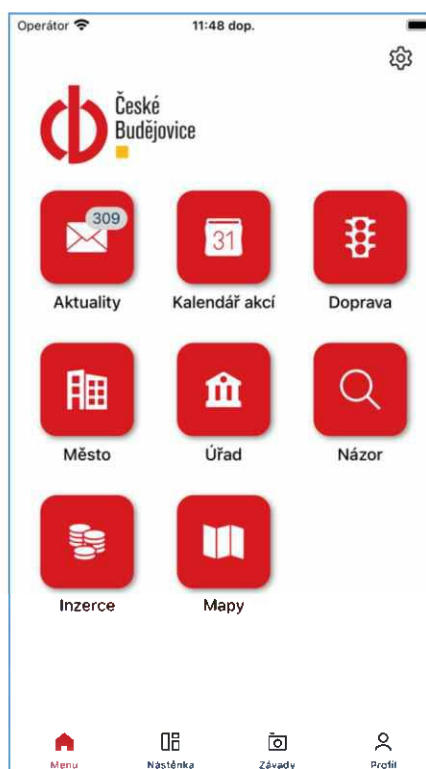 Operátor 11:48 dop.
České
Budějovice
309 31
Aktuality Kalendář akcí Doprava
Město Úřad Názor
Inzerce Mapy
Menu Nástěnka Závady Profil